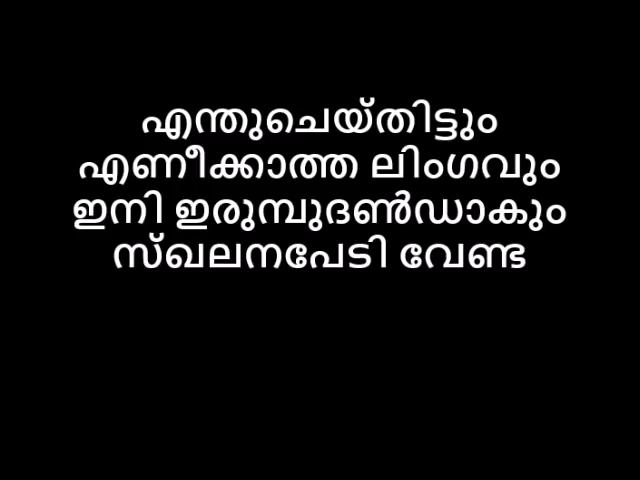 എന്തുചെയ്തിട്ടും
എണീക്കാത്ത ലിംഗവും
ഇനി ഇരുമ്പുദൺഡാകും
സ്ഖലനപേടി വേണ്ട